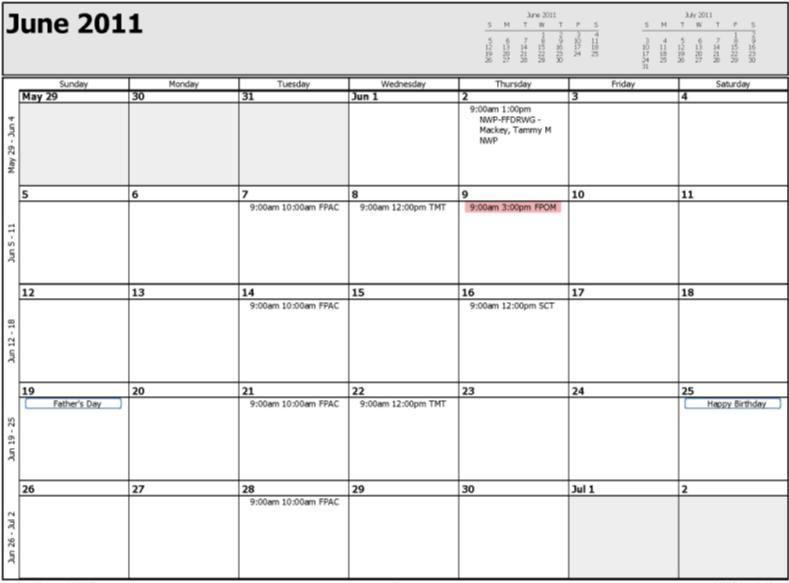 June 2011
June 2011
S M T W T F S
1 2 3 4
5 6 7 8 9 10 11
12 13 14 15 16 17 18
19 20 21 22 23 24 25
26 27 28 29 30
July 2011
S M T W T F S
1 2
3 4 5 6 7 8 9
10 11 12 13 14 15 16
17 18 19 20 21 22 23
24 25 26 27 28 29 30
31
Sunday Monday Tuesday Wednesday Thursday Friday Saturday
May 29 - Jun 4
May 29 30 31 Jun 1 2 3 4
9:00am 1:00pm
NWP-FFDRWG -
Mackey, Tammy M
NWP
Jun 5 - 11
5 6 7 8 9 10 11
9:00am 10:00am FPAC 9:00am 12:00pm TMT 9:00am 3:00pm FPOM
Jun 12 - 18
12 13 14 15 16 17 18
9:00am 10:00am FPAC 9:00am 12:00pm SCT
Jun 19 - 25
19 20 21 22 23 24 25
Father's Day 9:00am 10:00am FPAC 9:00am 12:00pm TMT Happy Birthday
Jun 26 - Jul 2
26 27 28 29 30 Jul 1 2
9:00am 10:00am FPAC